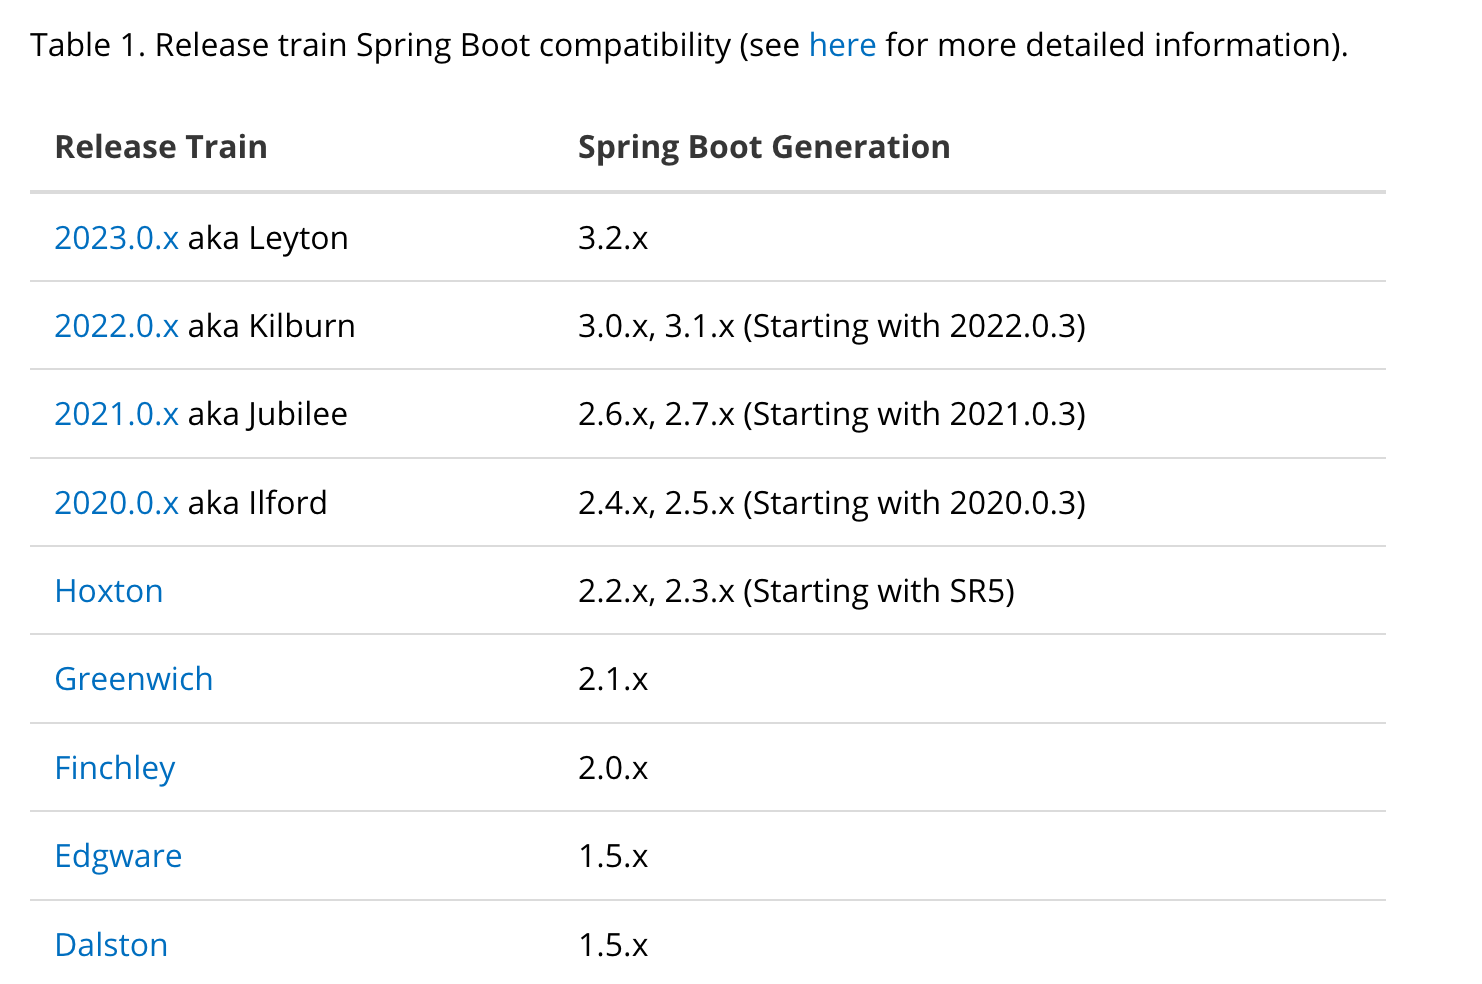 Table 1. Release train Spring Boot compatibility (see here for more detailed information).
Release Train Spring Boot Generation
2023.0.x aka Leyton 3.2.x
2022.0.x aka Kilburn 3.0.x, 3.1.x (Starting with 2022.0.3)
2021.0.x aka Jubilee 2.6.x, 2.7.x (Starting with 2021.0.3)
2020.0.x aka Ilford 2.4.x, 2.5.x (Starting with 2020.0.3)
Hoxton 2.2.x, 2.3.x (Starting with SR5)
Greenwich 2.1.x
Finchley 2.0.x
Edgware 1.5.x
Dalston 1.5.x